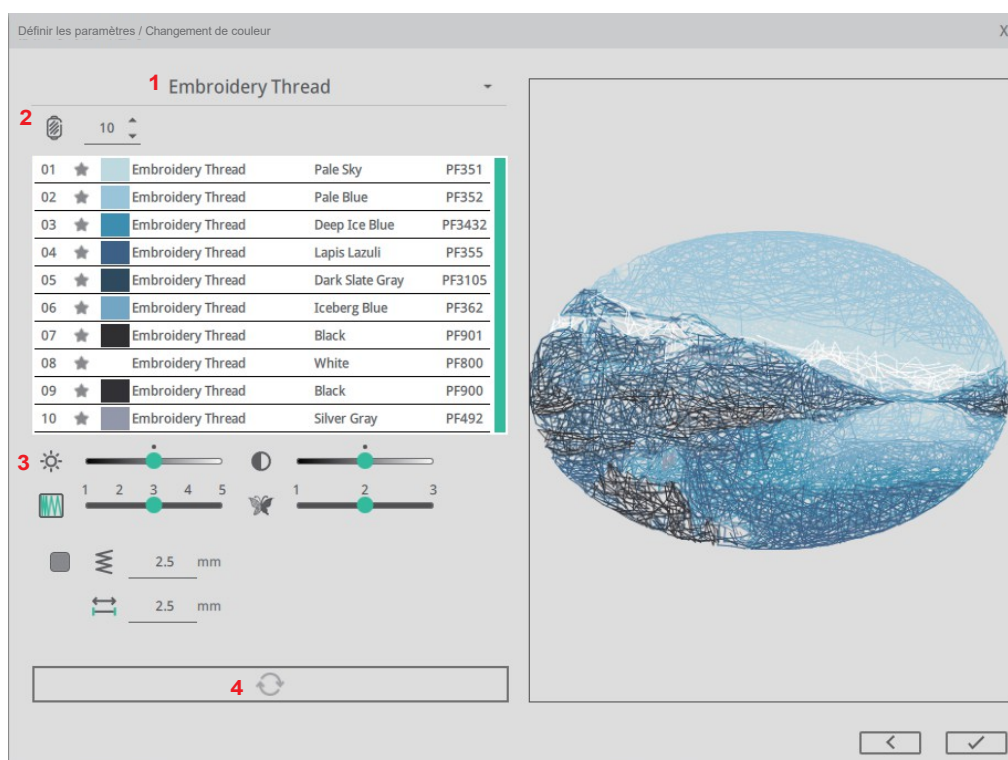 Définir les paramètres / Changement de couleur X
1 Embroidery Thread
2 10
01 Embroidery Thread Pale Sky PF351
02 Embroidery Thread Pale Blue PF352
03 Embroidery Thread Deep Ice Blue PF3432
04 Embroidery Thread Lapis Lazuli PF355
05 Embroidery Thread Dark Slate Gray PF3105
06 Embroidery Thread Iceberg Blue PF362
07 Embroidery Thread Black PF901
08 Embroidery Thread White PF800
09 Embroidery Thread Black PF900
10 Embroidery Thread Silver Gray PF492
3
1 2 3 4 5 1 2 3
2.5 mm
2.5 mm
4